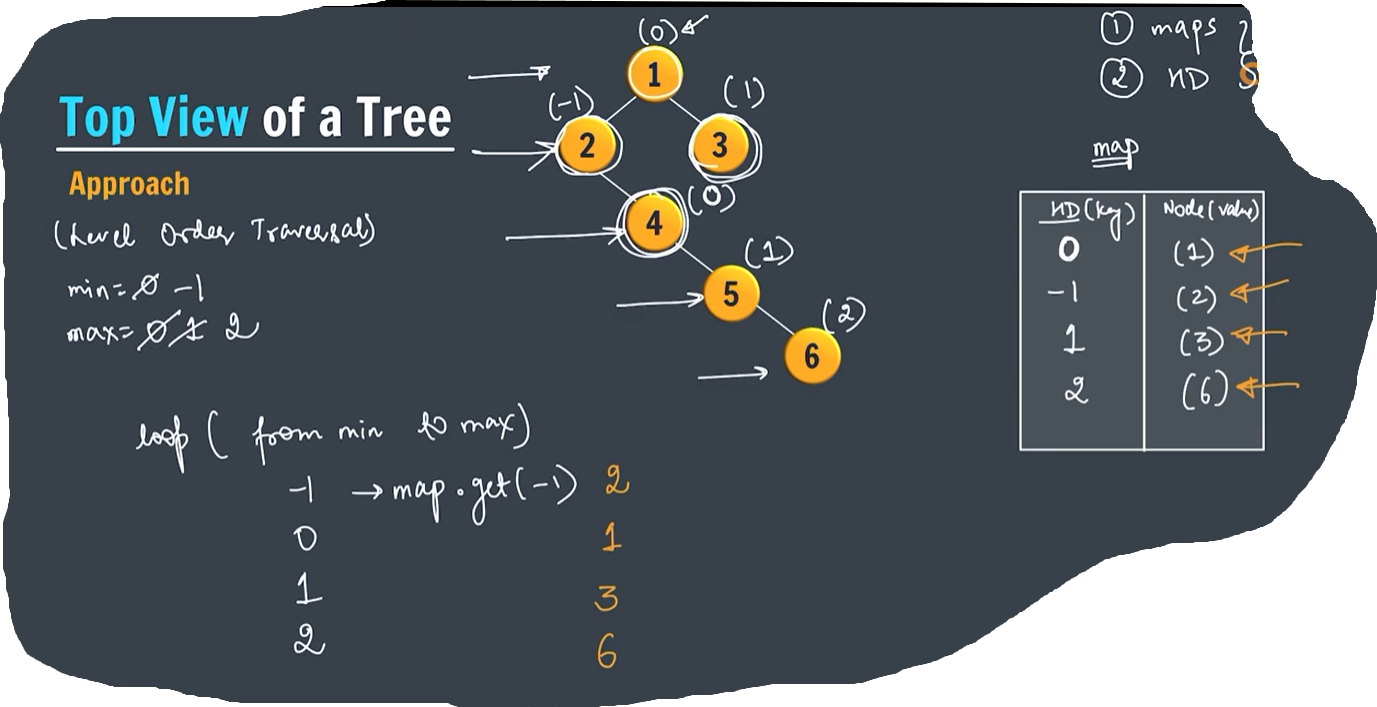 Top View of a Tree
Approach
(Level Order Traversal)
min = 0 -1
max = 0 1 2
loop ( from min to max)
-1 → map.get(-1) 2
0 1
1 3
2 6
(0)
1
(-1) (1)
2 3
(0)
4
(1)
5
(2)
6
① maps
② HD
map
HD(key) Node(value)
0 (1)
-1 (2)
1 (3)
2 (6)